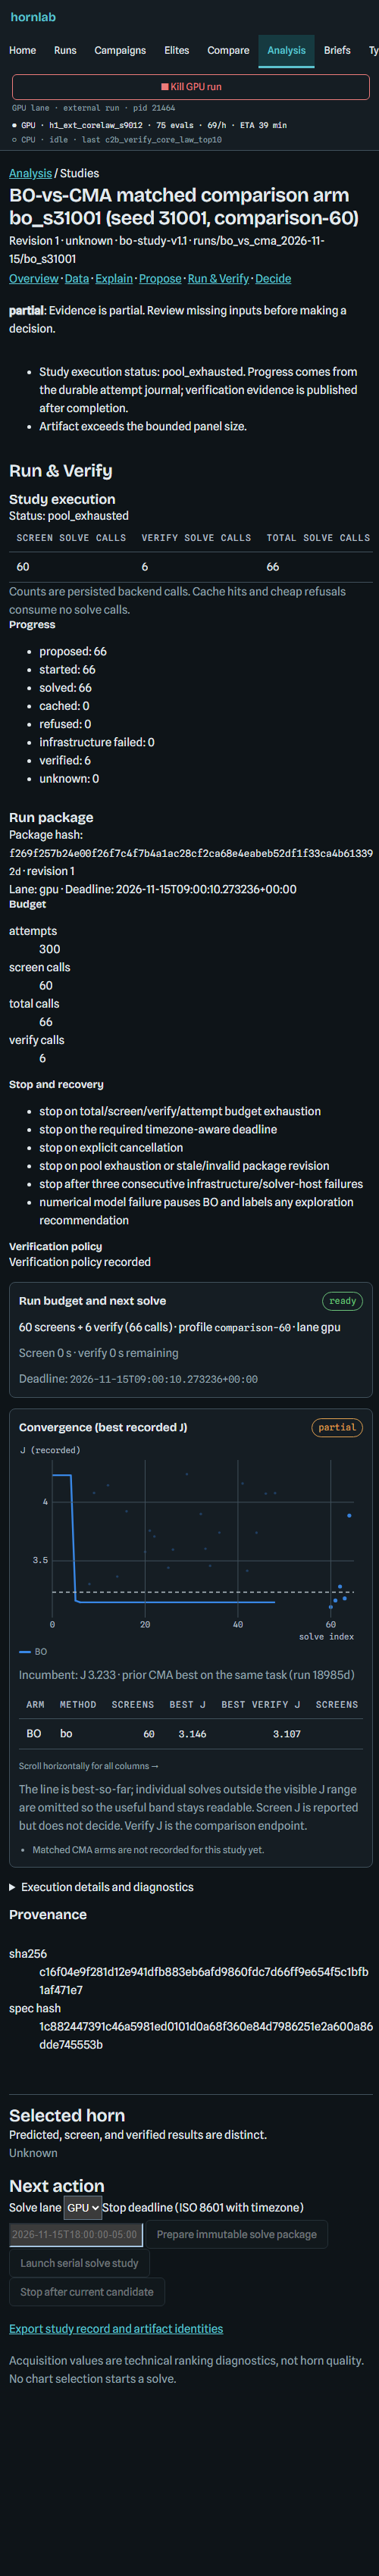 hornlab
Home Runs Campaigns Elites Compare Analysis Briefs Ty
Kill GPU run
GPU lane · external run · pid 21464
GPU · h1_ext_corelaw_s9012 · 75 evals · 69/h · ETA 39 min
CPU · idle · last c2b_verify_core_law_top10
Analysis / Studies
BO-vs-CMA matched comparison arm
bo_s31001 (seed 31001, comparison-60)
Revision 1 · unknown · bo-study-v1.1 · runs/bo_vs_cma_2026-11-
15/bo_s31001
Overview · Data · Explain · Propose · Run & Verify · Decide
partial: Evidence is partial. Review missing inputs before making a
decision.
Study execution status: pool_exhausted. Progress comes from
the durable attempt journal; verification evidence is published
after completion.
Artifact exceeds the bounded panel size.
Run & Verify
Study execution
Status: pool_exhausted
SCREEN SOLVE CALLS VERIFY SOLVE CALLS TOTAL SOLVE CALLS
60 6 66
Counts are persisted backend calls. Cache hits and cheap refusals
consume no solve calls.
Progress
proposed: 66
started: 66
solved: 66
cached: 0
refused: 0
infrastructure failed: 0
verified: 6
unknown: 0
Run package
Package hash:
f269f257b24e00f26f7c4f7b4a1ac28cf2ca68e4eabeb52df1f33ca4b61339
2d · revision 1
Lane: gpu · Deadline: 2026-11-15T09:00:10.273236+00:00
Budget
attempts
300
screen calls
60
total calls
66
verify calls
6
Stop and recovery
stop on total/screen/verify/attempt budget exhaustion
stop on the required timezone-aware deadline
stop on explicit cancellation
stop on pool exhaustion or stale/invalid package revision
stop after three consecutive infrastructure/solver-host failures
numerical model failure pauses BO and labels any exploration
recommendation
Verification policy
Verification policy recorded
Run budget and next solve ready
60 screens + 6 verify (66 calls) · profile comparison-60 · lane gpu
Screen 0 s · verify 0 s remaining
Deadline: 2026-11-15T09:00:10.273236+00:00
Convergence (best recorded J) partial
J (recorded)
4
3.5
0 20 40 60
solve index
BO
Incumbent: J 3.233 · prior CMA best on the same task (run 18985d)
ARM METHOD SCREENS BEST J BEST VERIFY J SCREENS
BO bo 60 3.146 3.107
Scroll horizontally for all columns →
The line is best-so-far; individual solves outside the visible J range
are omitted so the useful band stays readable. Screen J is reported
but does not decide. Verify J is the comparison endpoint.
Matched CMA arms are not recorded for this study yet.
Execution details and diagnostics
Provenance
sha256
c16f04e9f281d12e941dfb883eb6afd9860fdc7d66ff9e654f5c1bfb
1af471e7
spec hash
1c882447391c46a5981ed0101d0a68f360e84d7986251e2a600a86
dde745553b
Selected horn
Predicted, screen, and verified results are distinct.
Unknown
Next action
Solve lane GPU Stop deadline (ISO 8601 with timezone)
2026-11-15T18:00:00-05:00 Prepare immutable solve package
Launch serial solve study
Stop after current candidate
Export study record and artifact identities
Acquisition values are technical ranking diagnostics, not horn quality.
No chart selection starts a solve.